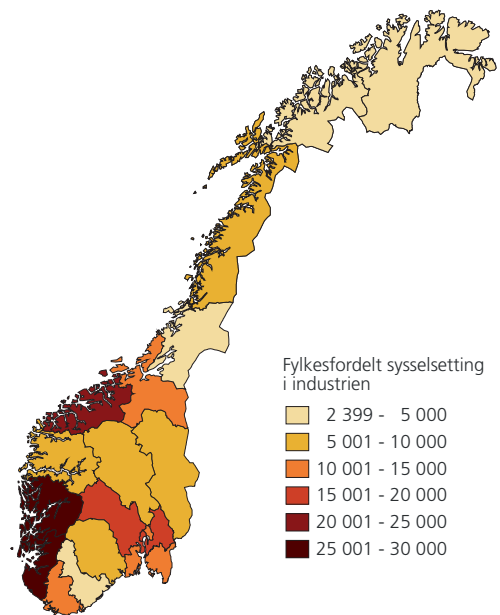 Fylkesfordelt sysselsetting
i industrien
2 399 - 5 000
5 001 - 10 000
10 001 - 15 000
15 001 - 20 000
20 001 - 25 000
25 001 - 30 000